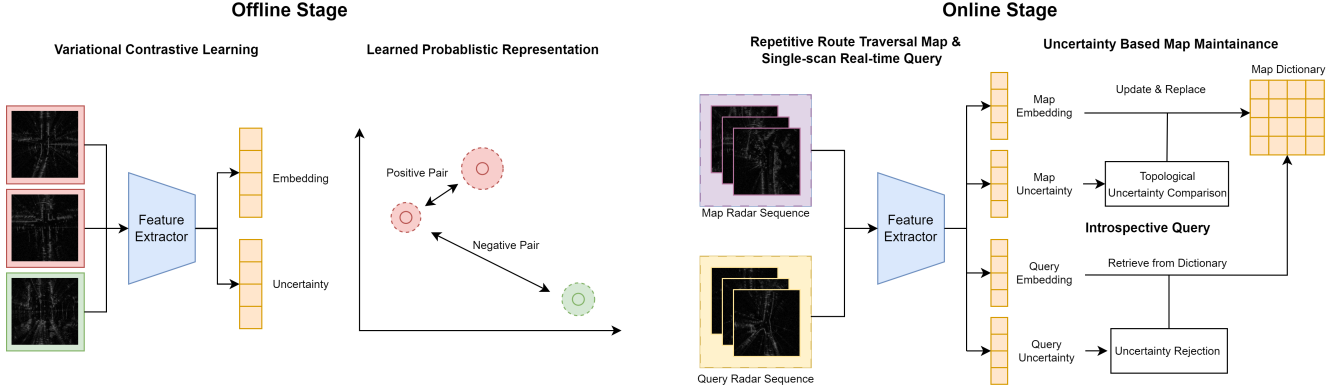 Offline Stage
Variational Contrastive Learning
Learned Probablistic Representation
Feature
Extractor
Embedding
Uncertainty
Positive Pair
Negative Pair
Online Stage
Repetitive Route Traversal Map &
Single-scan Real-time Query
Uncertainty Based Map Maintainance
Map Radar Sequence
Query Radar Sequence
Feature
Extractor
Map
Embedding
Map
Uncertainty
Query
Embedding
Query
Uncertainty
Update & Replace
Map Dictionary
Topological
Uncertainty Comparison
Introspective Query
Retrieve from Dictionary
Uncertainty Rejection